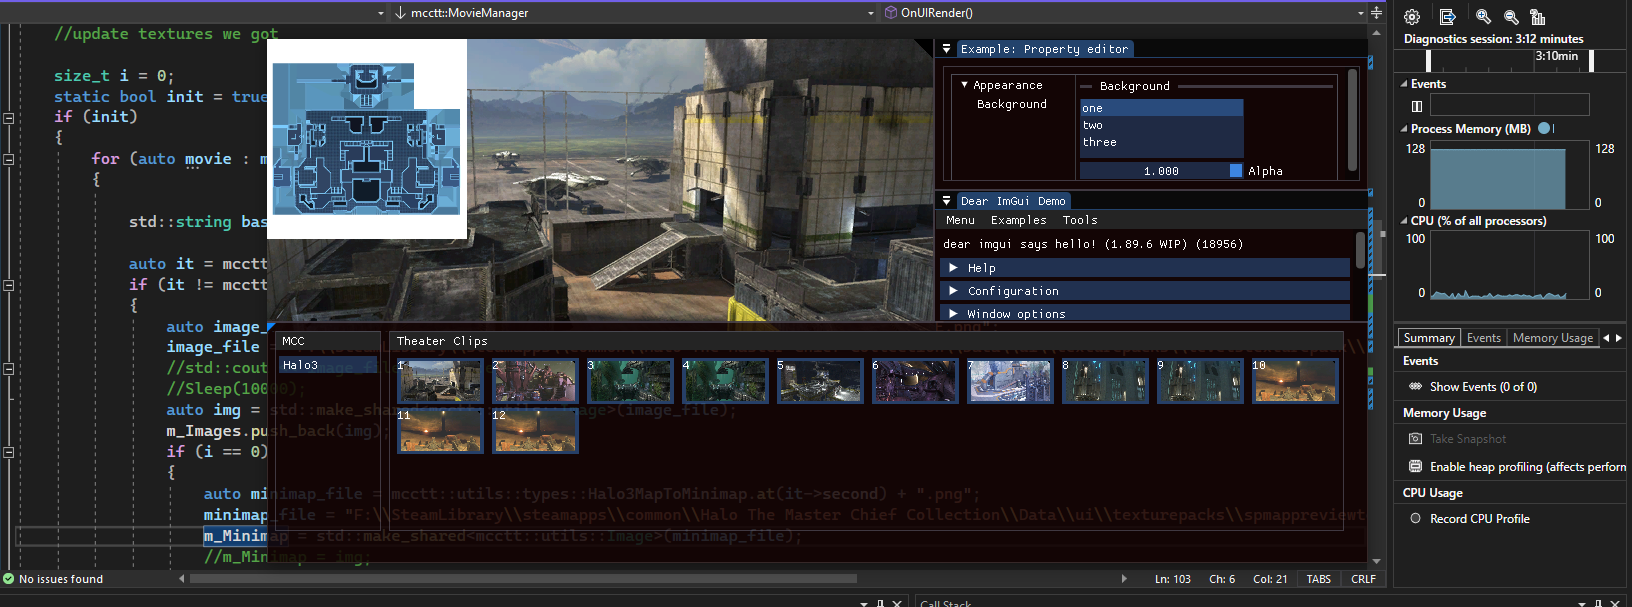 mcctt::MovieManager
OnUIRender()
//update textures we got
size_t i = 0;
static bool init = true
if (init)
{
for (auto movie : m
{
std::string bas
auto it = mcctt
if (it != mcctt
{
auto image_
image_file =
//std::cout
//Sleep(10000);
auto img = std::make_shared<mcctt::utils::Image>(image_file);
m_Images.push_back(img);
if (i == 0)
{
auto minimap_file = mcctt::utils::types::Halo3MapToMinimap.at(it->second) + ".png";
minimap_file = "F:\\SteamLibrary\\steamapps\\common\\Halo The Master Chief Collection\\Data\\ui\\texturepacks\\spmappreviewt
m_Minimap = std::make_shared<mcctt::utils::Image>(minimap_file);
//m_Minimap = img;
Example: Property editor
Appearance
Background
Background
one
two
three
1.000
Alpha
Dear ImGui Demo
Menu Examples Tools
dear imgui says hello! (1.89.6 WIP) (18956)
Help
Configuration
Window options
MCC
Halo3
Theater Clips
1
2
3
4
5
6
7
8
9
10
11
12
No issues found
Ln: 103 Ch: 6 Col: 21 TABS CRLF
Call Stack
Diagnostics session: 3:12 minutes
3:10min
Events
Process Memory (MB)
128
128
0
0
CPU (% of all processors)
100
100
0
0
Summary Events Memory Usage
Events
Show Events (0 of 0)
Memory Usage
Take Snapshot
Enable heap profiling (affects perforn
CPU Usage
Record CPU Profile